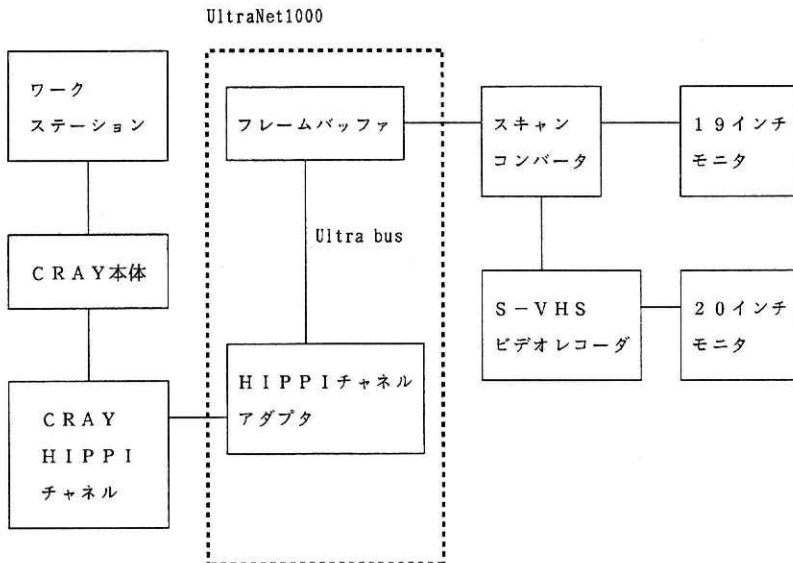 UltraNet1000
ワーク
ステーション
フレームバッファ
スキャン
コンバータ
１９インチ
モニタ
Ultra bus
ＣＲＡＹ本体
Ｓ－ＶＨＳ
ビデオレコーダ
２０インチ
モニタ
ＨＩＰＰＩチャネル
アダプタ
ＣＲＡＹ
ＨＩＰＰＩ
チャネル